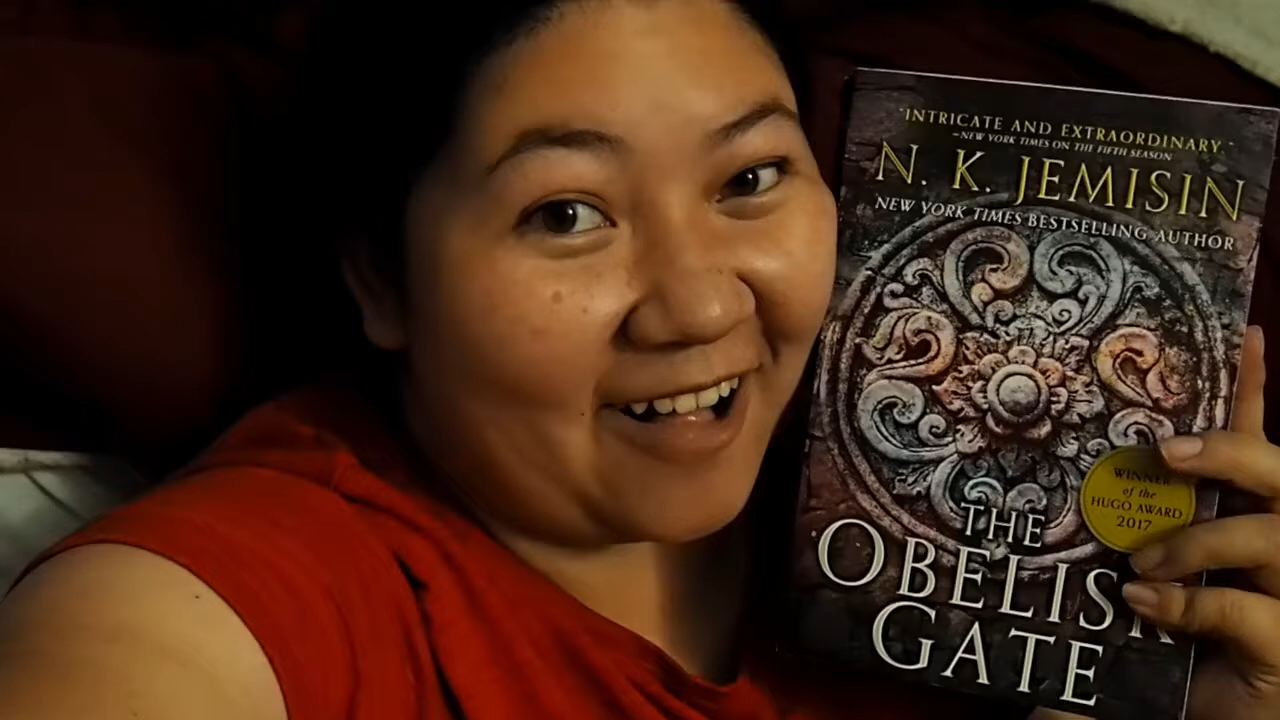 "INTRICATE AND EXTRAORDINARY."
—NEW YORK TIMES ON THE FIFTH SEASON
N. K. JEMISIN
NEW YORK TIMES BESTSELLING AUTHOR
WINNER
of the
HUGO AWARD
2017
THE
OBELISK
GATE